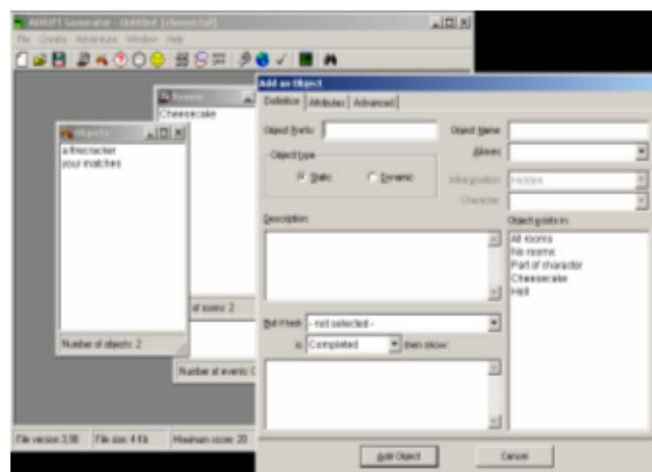 ADRIFT Generator - Untitled [cheese.taf]
File Create Adventure Window Help
Rooms
Cheesecake
Objects
a firecracker
your matches
Number of objects: 2
of rooms: 2
Number of events: 0
File version 3.90 File size: 4 Kb Maximum score: 20
Add an Object
Definition Attributes Advanced
Object Prefix: Object Name:
Aliases:
Object type
Static Dynamic
Initial position: Hidden
Character:
Description: Object exists in:
All rooms
No rooms
Part of character
Cheesecake
Hell
But if task - not selected -
is Completed then show:
Add Object Cancel